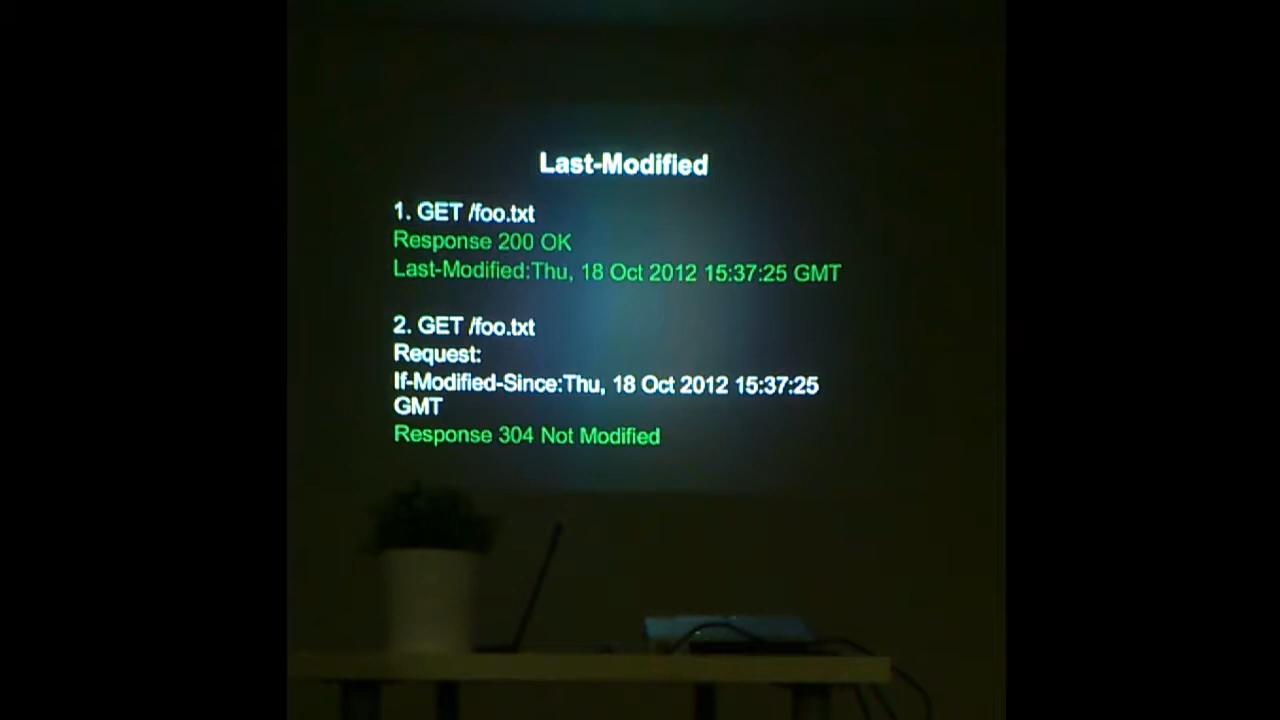 Last-Modified
1. GET /foo.txt
Response 200 OK
Last-Modified:Thu, 18 Oct 2012 15:37:25 GMT
2. GET /foo.txt
Request:
If-Modified-Since:Thu, 18 Oct 2012 15:37:25
GMT
Response 304 Not Modified